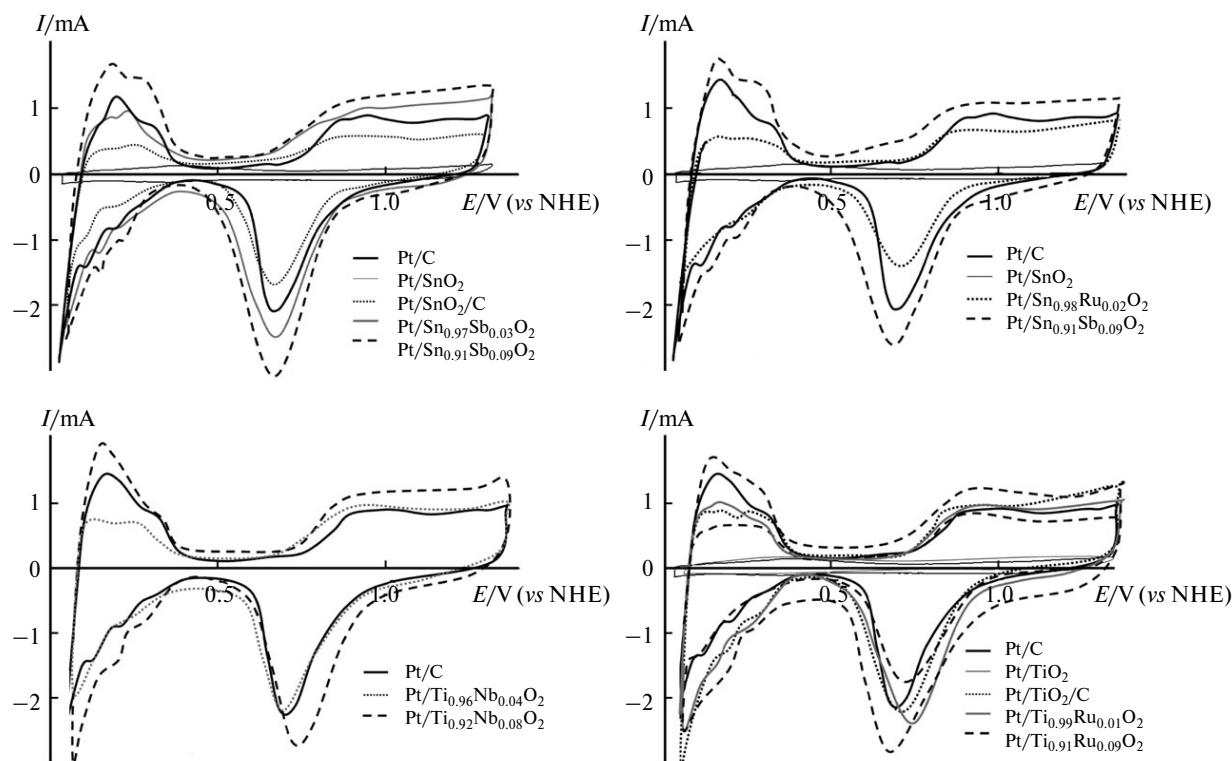 I/mA
1
0
−1
−2
0.5
1.0
E/V (vs NHE)
Pt/C
Pt/SnO₂
Pt/SnO₂/C
Pt/Sn₀.₉₇Sb₀.₀₃O₂
Pt/Sn₀.₉₁Sb₀.₀₉O₂
I/mA
1
0
−1
−2
0.5
1.0
E/V (vs NHE)
Pt/C
Pt/SnO₂
Pt/Sn₀.₉₈Ru₀.₀₂O₂
Pt/Sn₀.₉₁Sb₀.₀₉O₂
I/mA
1
0
−1
−2
0.5
1.0
E/V (vs NHE)
Pt/C
Pt/Ti₀.₉₆Nb₀.₀₄O₂
Pt/Ti₀.₉₂Nb₀.₀₈O₂
I/mA
1
0
−1
−2
0.5
1.0
E/V (vs NHE)
Pt/C
Pt/TiO₂
Pt/TiO₂/C
Pt/Ti₀.₉₉Ru₀.₀₁O₂
Pt/Ti₀.₉₁Ru₀.₀₉O₂